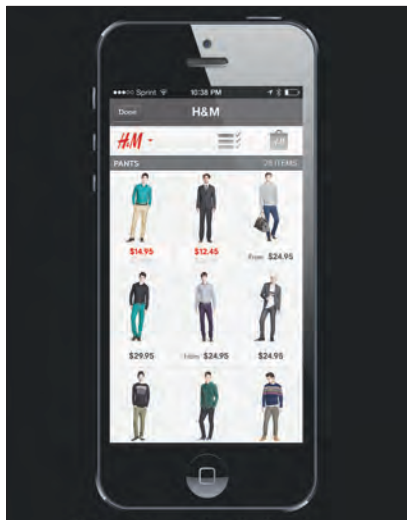 Sprint 10:38 PM
Done H&M
H&M
PANTS 28 ITEMS
$14.95 $12.45 From $24.95
$29.95 From $24.95 $24.95